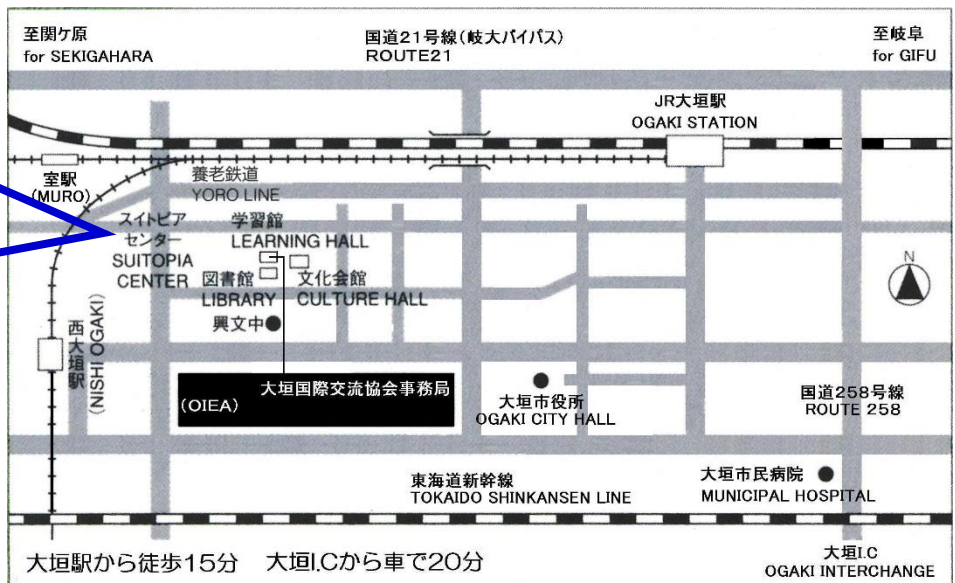 至関ケ原
for SEKIGAHARA
国道21号線(岐大バイパス)
ROUTE21
至岐阜
for GIFU
JR大垣駅
OGAKI STATION
室駅
(MURO)
養老鉄道
YORO LINE
スイトピア
センター
SUITOPIA
CENTER
学習館
LEARNING HALL
図書館
LIBRARY
文化会館
CULTURE HALL
N
興文中
西大垣駅
(NISHI OGAKI)
大垣国際交流協会事務局
(OIEA)
大垣市役所
OGAKI CITY HALL
国道258号線
ROUTE 258
東海道新幹線
TOKAIDO SHINKANSEN LINE
大垣市民病院
MUNICIPAL HOSPITAL
大垣駅から徒歩15分 大垣I.Cから車で20分
大垣I.C
OGAKI INTERCHANGE